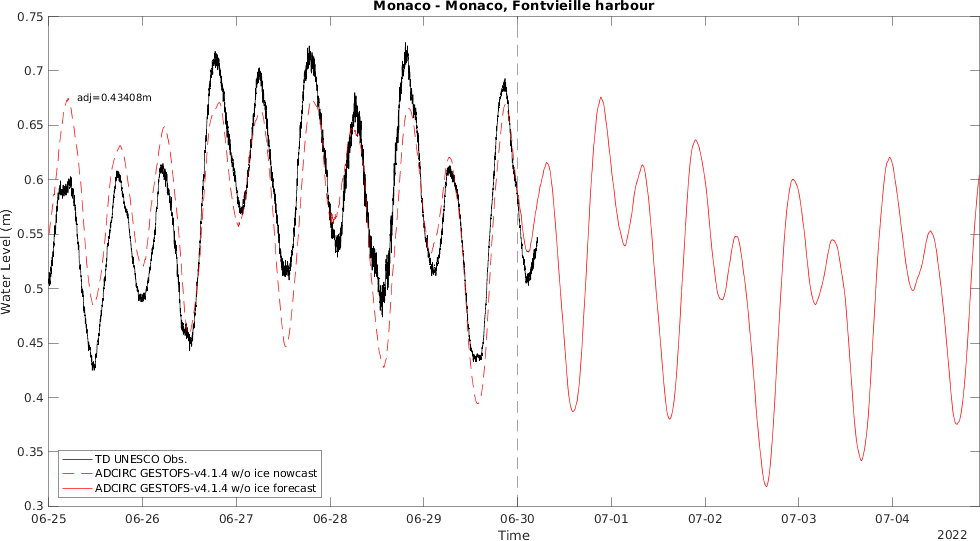 Monaco - Monaco, Fontvieille harbour
0.75
0.7
0.65
0.6
0.55
0.5
0.45
0.4
0.35
0.3
Water Level (m)
adj=0.43408m
TD UNESCO Obs.
ADCIRC GESTOFS-v4.1.4 w/o ice nowcast
ADCIRC GESTOFS-v4.1.4 w/o ice forecast
06-25 06-26 06-27 06-28 06-29 06-30 07-01 07-02 07-03 07-04
Time
2022